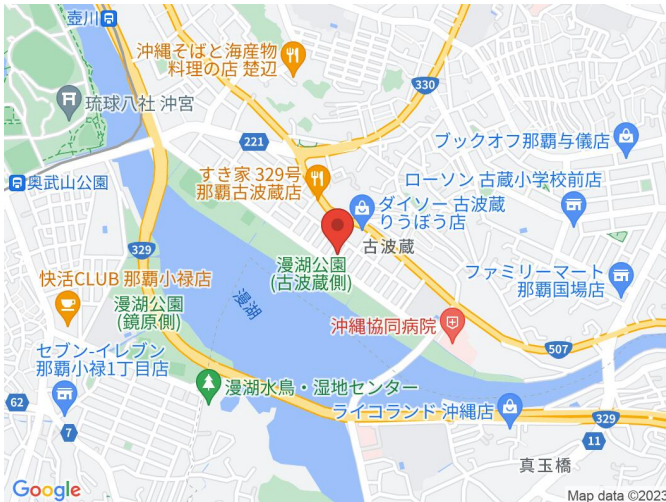 壺川
沖縄そばと海産物
料理の店 楚辺
330
琉球八社 沖宮
221
ブックオフ那覇与儀店
すき家 329号
那覇古波蔵店
奥武山公園
ローソン 古蔵小学校前店
ダイソー 古波蔵
りうぼう店
古波蔵
329
漫湖公園
(古波蔵側)
快活CLUB 那覇小禄店
漫湖
ファミリーマート
那覇国場店
漫湖公園
(鏡原側)
沖縄協同病院
507
セブン-イレブン
那覇小禄1丁目店
漫湖水鳥・湿地センター
62
ライコランド 沖縄店
329
7
11
真玉橋
Google
Map data ©2023